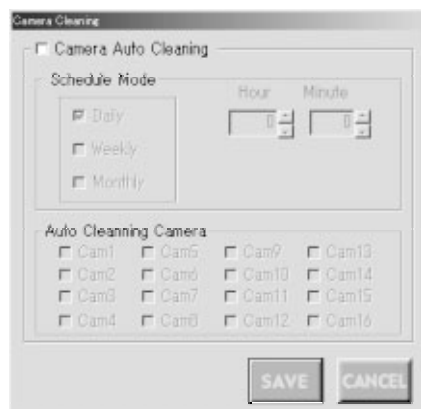 Camera Cleaning
Camera Auto Cleaning
Schedule Mode
Hour Minute
Daily 0 0
Weekly
Monthly
Auto Cleanning Camera
Cam1 Cam5 Cam9 Cam13
Cam2 Cam6 Cam10 Cam14
Cam3 Cam7 Cam11 Cam15
Cam4 Cam8 Cam12 Cam16
SAVE CANCEL